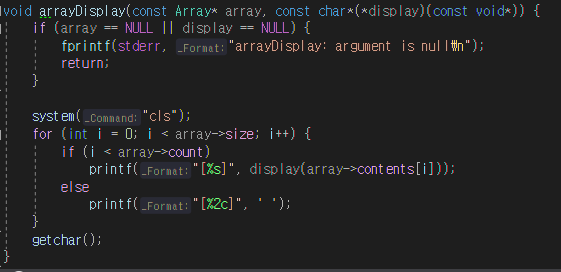 void arrayDisplay(const Array* array, const char*(*display)(const void*)) {
if (array == NULL || display == NULL) {
fprintf(stderr, _Format: "arrayDisplay: argument is null₩n");
return;
}
system(_Command: "cls");
for (int i = 0; i < array->size; i++) {
if (i < array->count)
printf(_Format: "[%s]", display(array->contents[i]));
else
printf(_Format: "[%2c]", ' ');
}
getchar();
}